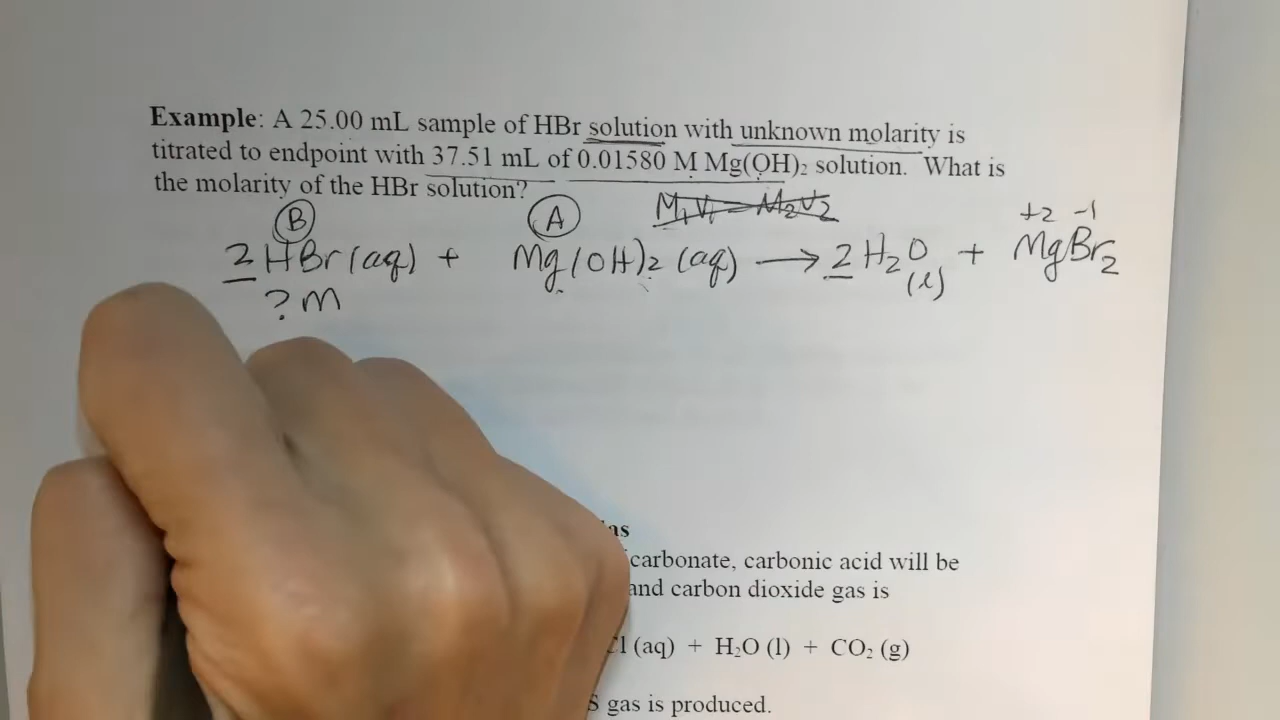 Example: A 25.00 mL sample of HBr solution with unknown molarity is
titrated to endpoint with 37.51 mL of 0.01580 M Mg(OH)₂ solution. What is
the molarity of the HBr solution?
M₁V₁ = M₂V₂
B A +2 -1
2 HBr (aq) + Mg(OH)₂ (aq) → 2 H₂O (l) + MgBr₂
? M
carbonate, carbonic acid will be
and carbon dioxide gas is
(aq) + H₂O (l) + CO₂ (g)
gas is produced.